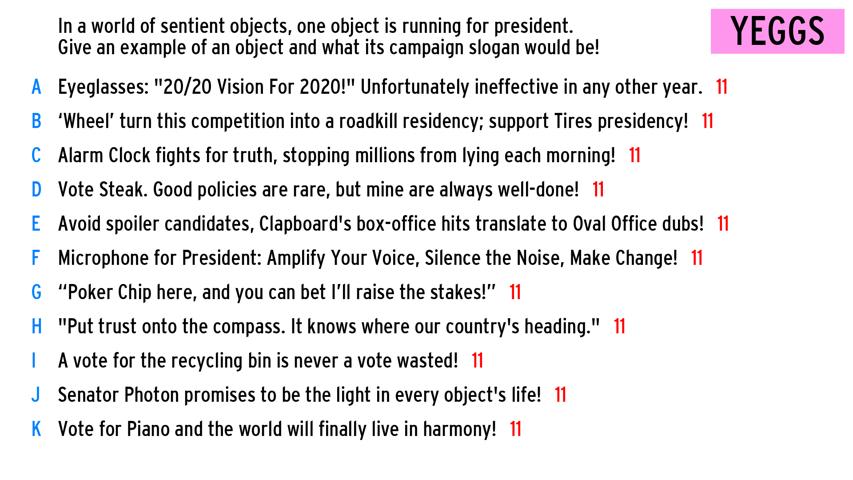 In a world of sentient objects, one object is running for president.
Give an example of an object and what its campaign slogan would be!
YEGGS
A Eyeglasses: "20/20 Vision For 2020!" Unfortunately ineffective in any other year. 11
B ‘Wheel’ turn this competition into a roadkill residency; support Tires presidency! 11
C Alarm Clock fights for truth, stopping millions from lying each morning! 11
D Vote Steak. Good policies are rare, but mine are always well-done! 11
E Avoid spoiler candidates, Clapboard's box-office hits translate to Oval Office dubs! 11
F Microphone for President: Amplify Your Voice, Silence the Noise, Make Change! 11
G “Poker Chip here, and you can bet I’ll raise the stakes!” 11
H "Put trust onto the compass. It knows where our country's heading." 11
I A vote for the recycling bin is never a vote wasted! 11
J Senator Photon promises to be the light in every object's life! 11
K Vote for Piano and the world will finally live in harmony! 11